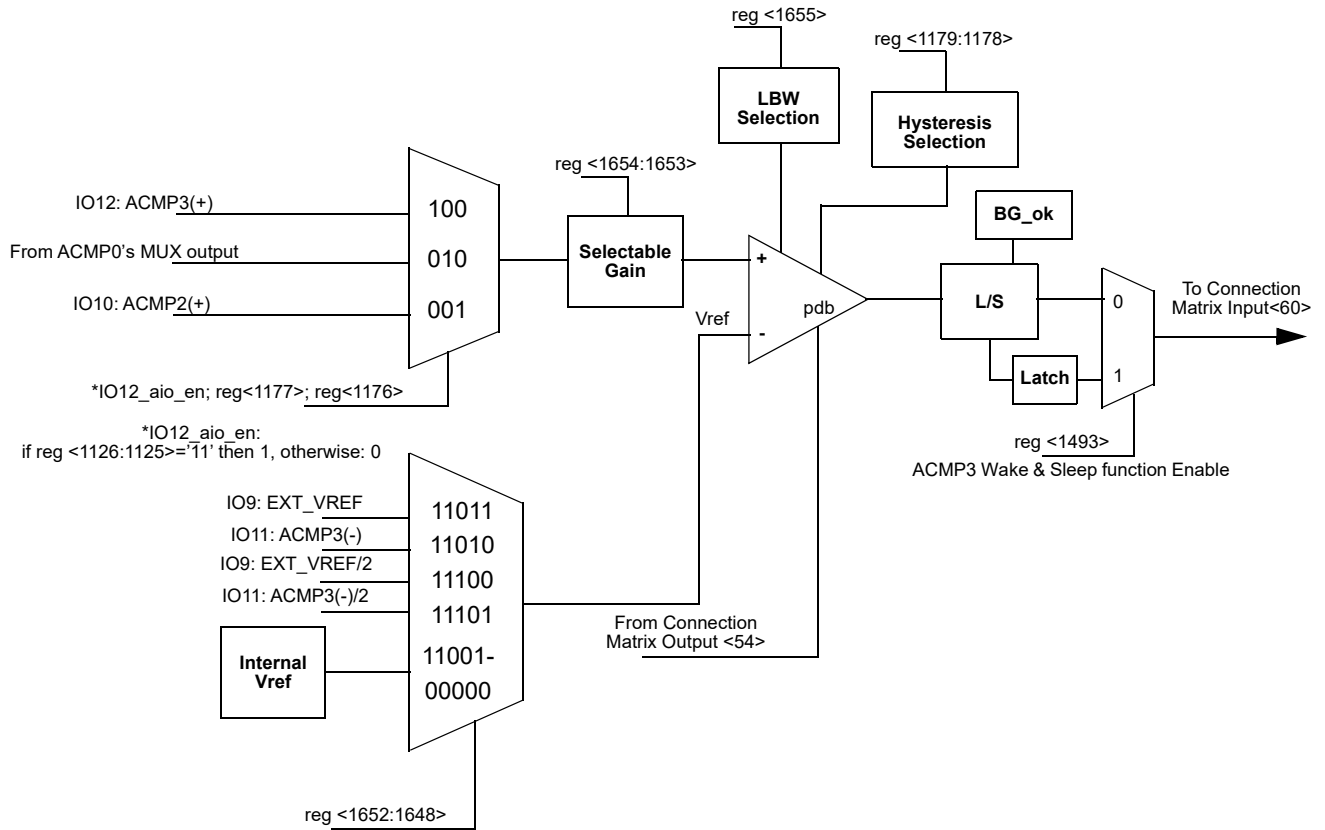 reg <1655>
reg <1179:1178>
LBW
Selection
Hysteresis
Selection
reg <1654:1653>
IO12: ACMP3(+)
100
BG_ok
From ACMP0's MUX output
010
Selectable
Gain
+
L/S
0
To Connection
Matrix Input<60>
IO10: ACMP2(+)
001
pdb
Vref
-
Latch
1
*IO12_aio_en; reg<1177>; reg<1176>
*IO12_aio_en:
if reg <1126:1125>='11' then 1, otherwise: 0
reg <1493>
ACMP3 Wake & Sleep function Enable
IO9: EXT_VREF
11011
IO11: ACMP3(-)
11010
IO9: EXT_VREF/2
11100
IO11: ACMP3(-)/2
11101
From Connection
Matrix Output <54>
Internal
Vref
11001-
00000
reg <1652:1648>